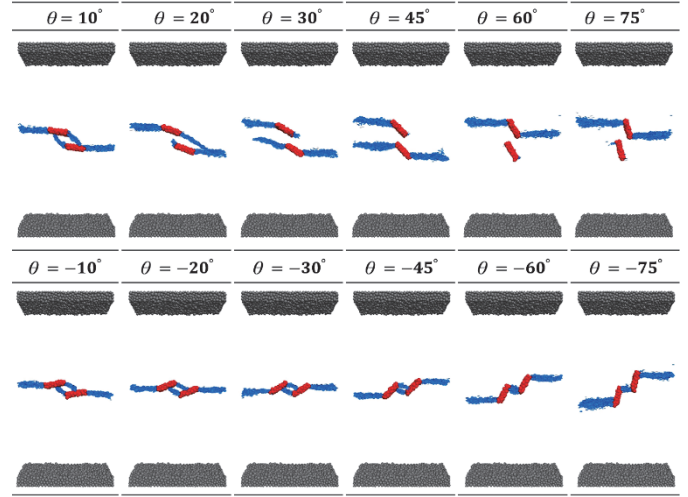 θ = 10° θ = 20° θ = 30° θ = 45° θ = 60° θ = 75°
θ = −10° θ = −20° θ = −30° θ = −45° θ = −60° θ = −75°